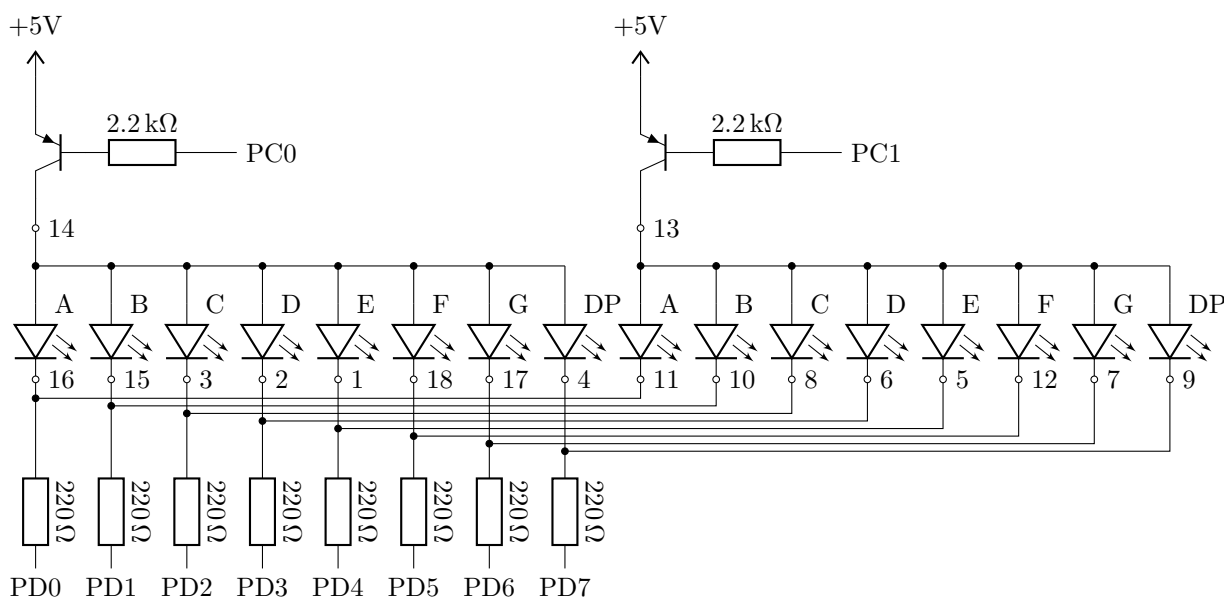 +5V +5V
2.2 kΩ 2.2 kΩ
PC0 PC1
14 13
A B C D E F G DP A B C D E F G DP
16 15 3 2 1 18 17 4 11 10 8 6 5 12 7 9
220 Ω 220 Ω 220 Ω 220 Ω 220 Ω 220 Ω 220 Ω 220 Ω
PD0 PD1 PD2 PD3 PD4 PD5 PD6 PD7